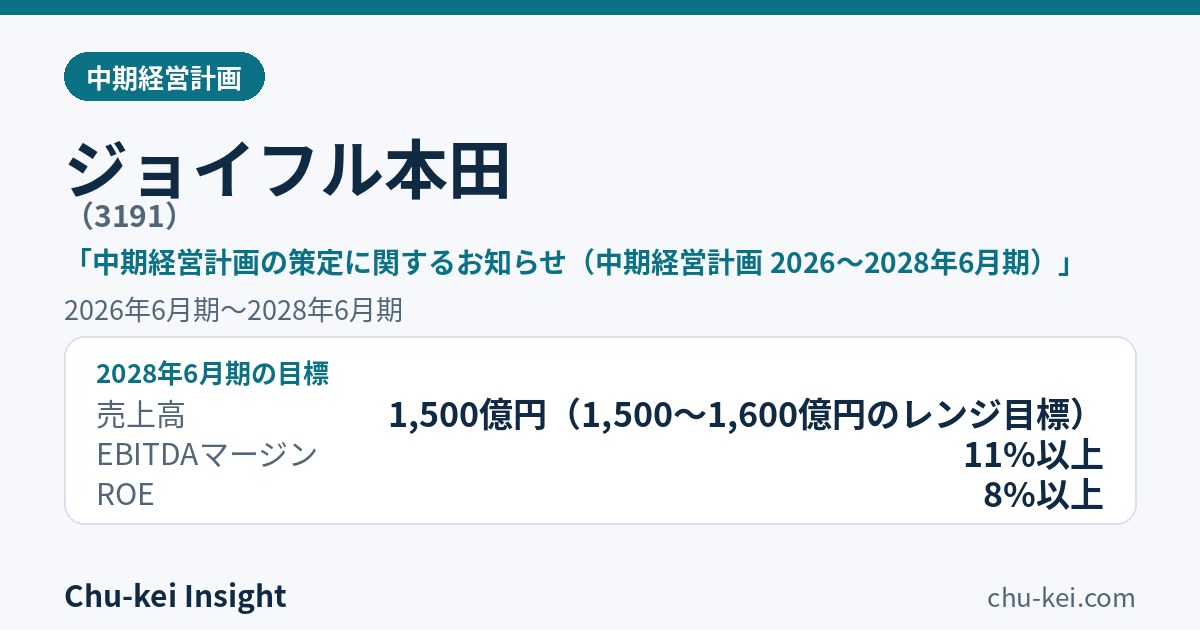 中期経営計画
ジョイフル本田
（3191）
「中期経営計画の策定に関するお知らせ（中期経営計画 2026～2028年6月期）」
2026年6月期～2028年6月期
2028年6月期の目標
売上高 1,500億円（1,500～1,600億円のレンジ目標）
EBITDAマージン 11%以上
ROE 8%以上
Chu-kei Insight chu-kei.com